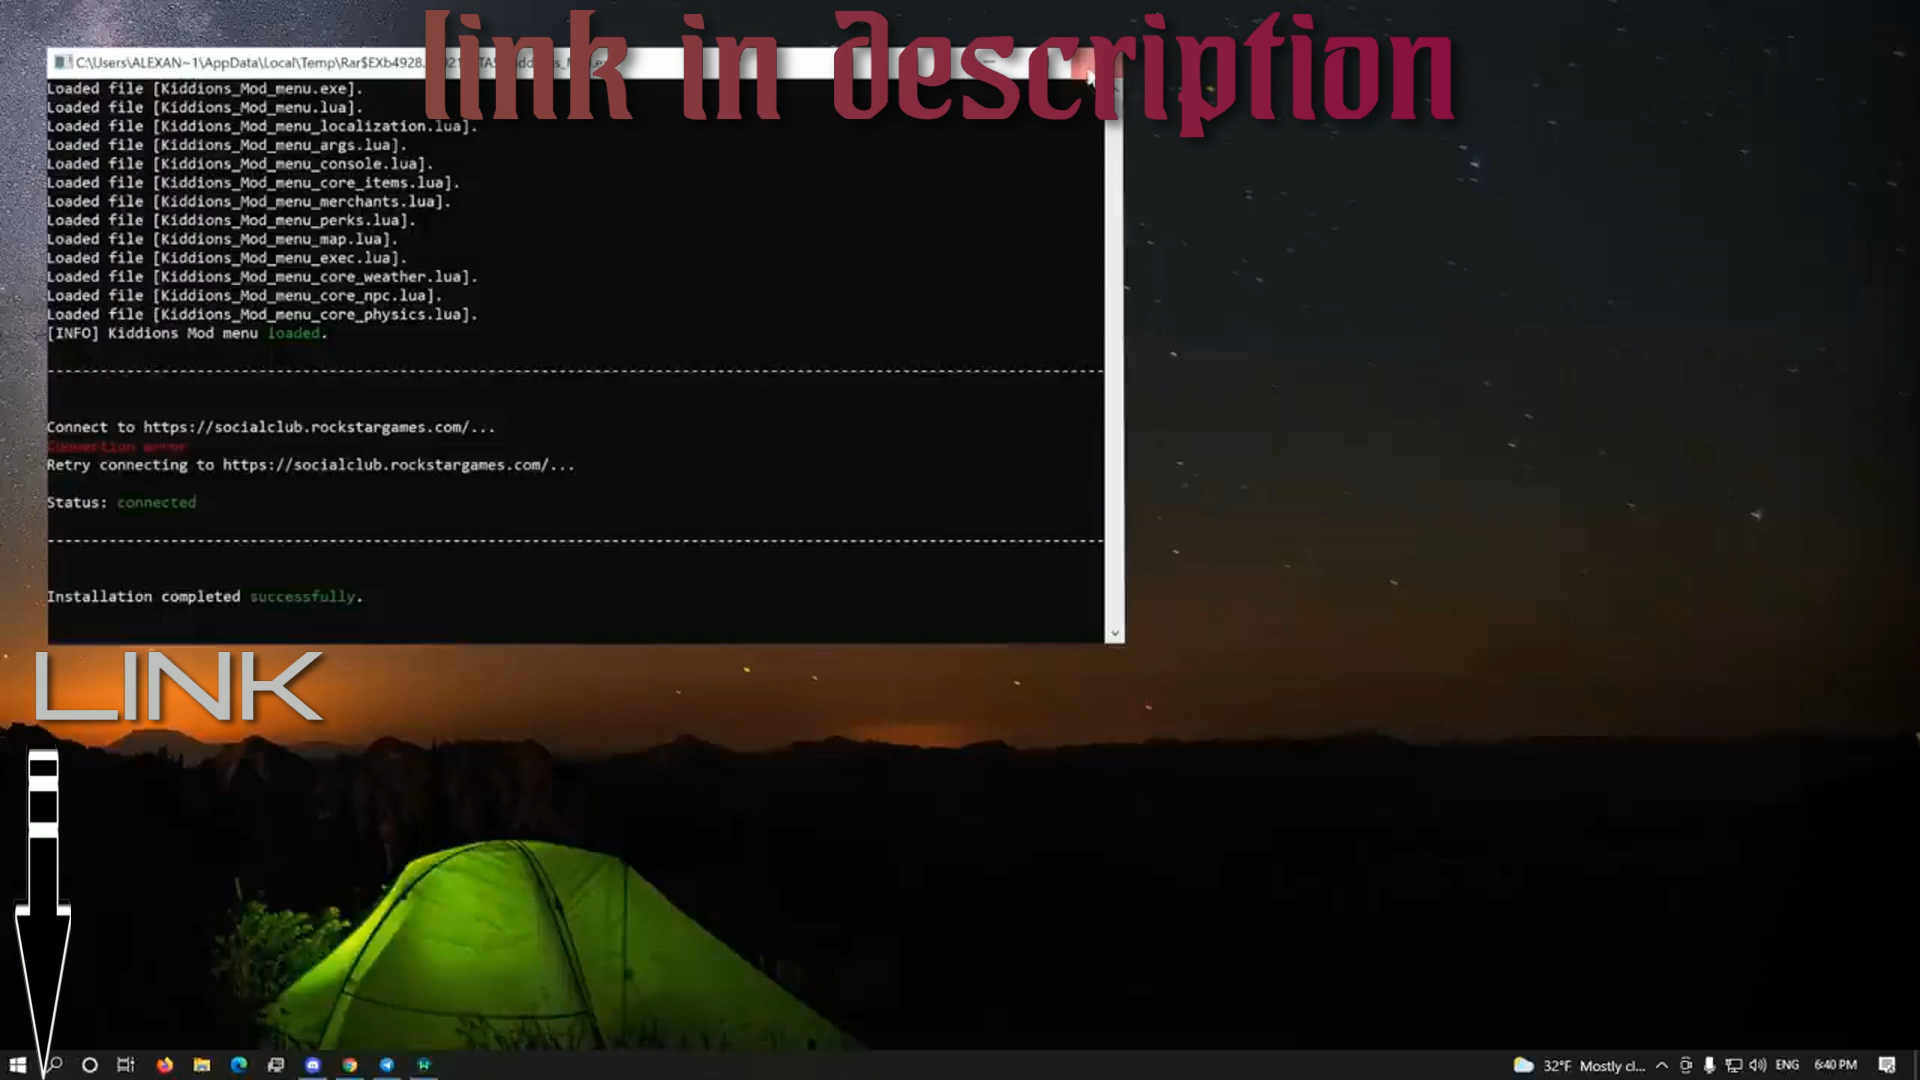 link in description
C:\Users\ALEXAN~1\AppData\Local\Temp\Rar$EXb4928.
Loaded file [Kiddions_Mod_menu.exe].
Loaded file [Kiddions_Mod_menu.lua].
Loaded file [Kiddions_Mod_menu_localization.lua].
Loaded file [Kiddions_Mod_menu_args.lua].
Loaded file [Kiddions_Mod_menu_console.lua].
Loaded file [Kiddions_Mod_menu_core_items.lua].
Loaded file [Kiddions_Mod_menu_merchants.lua].
Loaded file [Kiddions_Mod_menu_perks.lua].
Loaded file [Kiddions_Mod_menu_map.lua].
Loaded file [Kiddions_Mod_menu_exec.lua].
Loaded file [Kiddions_Mod_menu_core_weather.lua].
Loaded file [Kiddions_Mod_menu_core_npc.lua].
Loaded file [Kiddions_Mod_menu_core_physics.lua].
[INFO] Kiddions Mod menu loaded.
Connect to https://socialclub.rockstargames.com/...
Connection error
Retry connecting to https://socialclub.rockstargames.com/...
Status: connected
Installation completed successfully.
LINK
32°F Mostly cl... ENG 6:40 PM